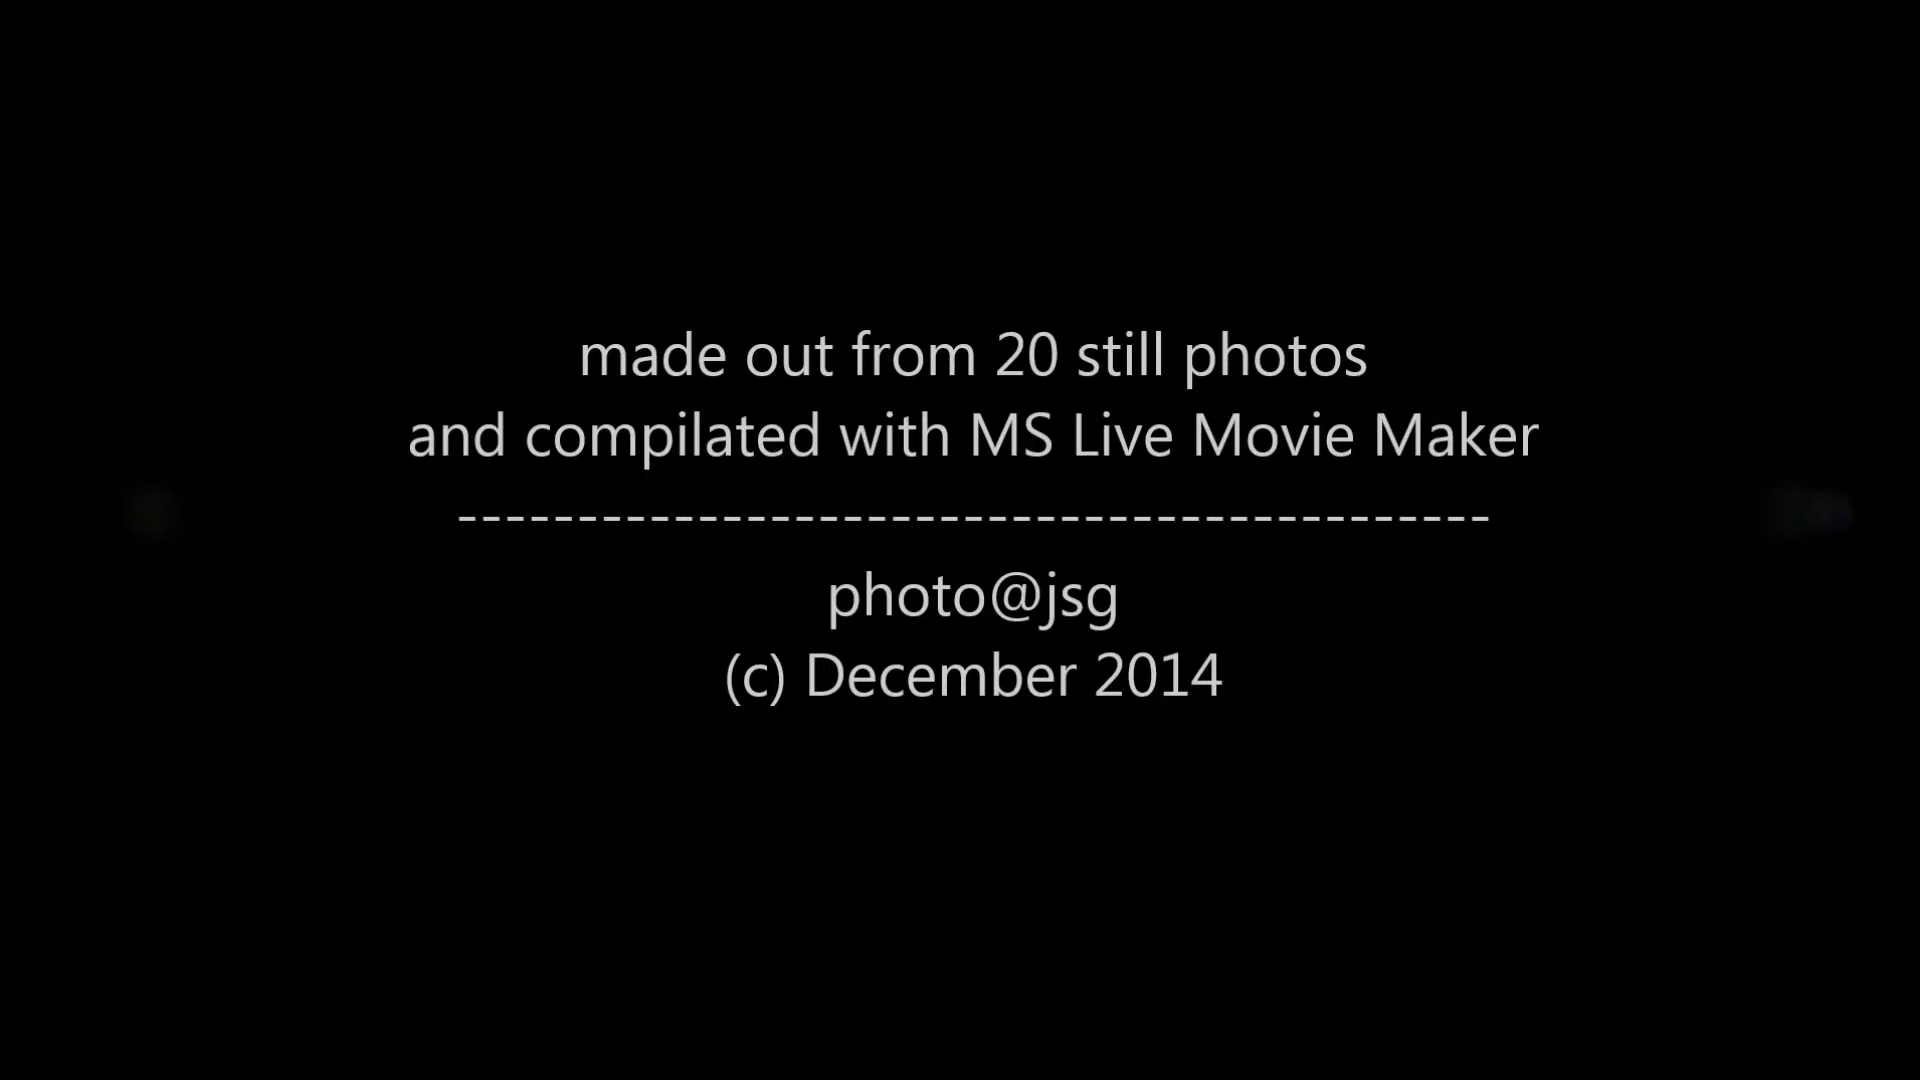 made out from 20 still photos
and compilated with MS Live Movie Maker
-------------------------------------------
photo@jsg
(c) December 2014